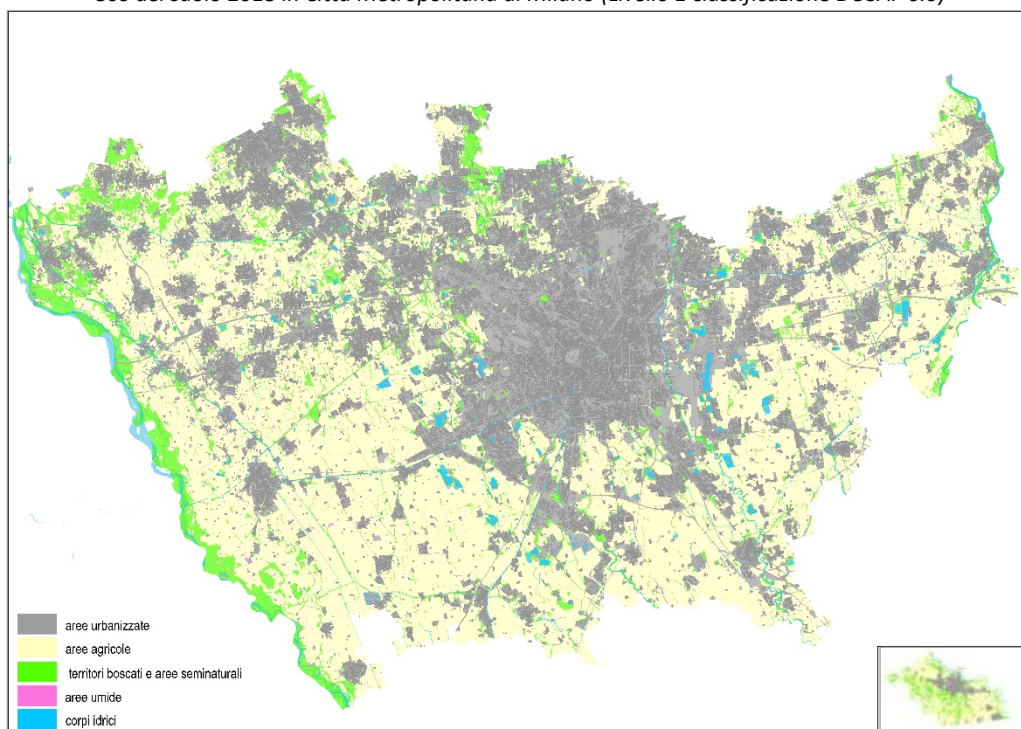 aree urbanizzate
aree agricole
territori boscati e aree seminaturali
aree umide
corpi idrici